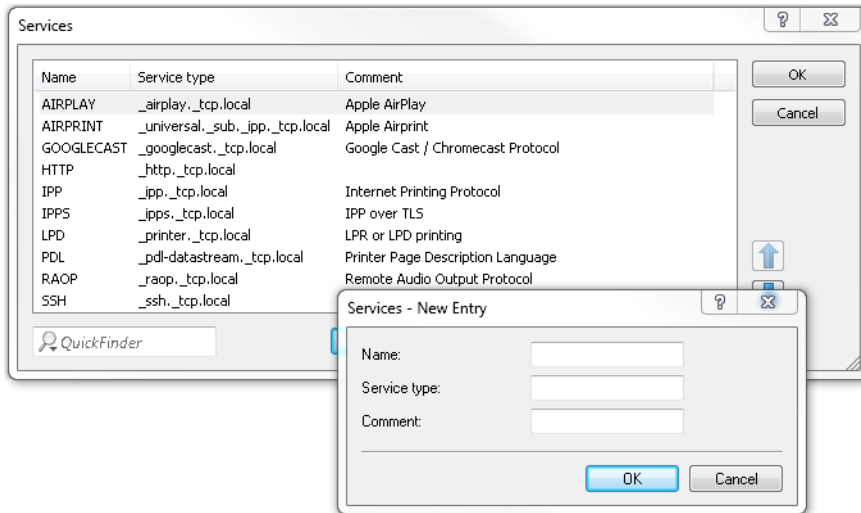 Services
Name Service type Comment
AIRPLAY _airplay._tcp.local Apple AirPlay
AIRPRINT _universal._sub._ipp._tcp.local Apple Airprint
GOOGLECAST _googlecast._tcp.local Google Cast / Chromecast Protocol
HTTP _http._tcp.local
IPP _ipp._tcp.local Internet Printing Protocol
IPPS _ipps._tcp.local IPP over TLS
LPD _printer._tcp.local LPR or LPD printing
PDL _pdl-datastream._tcp.local Printer Page Description Language
RAOP _raop._tcp.local Remote Audio Output Protocol
SSH _ssh._tcp.local
OK
Cancel
QuickFinder
Services - New Entry
Name:
Service type:
Comment:
OK Cancel